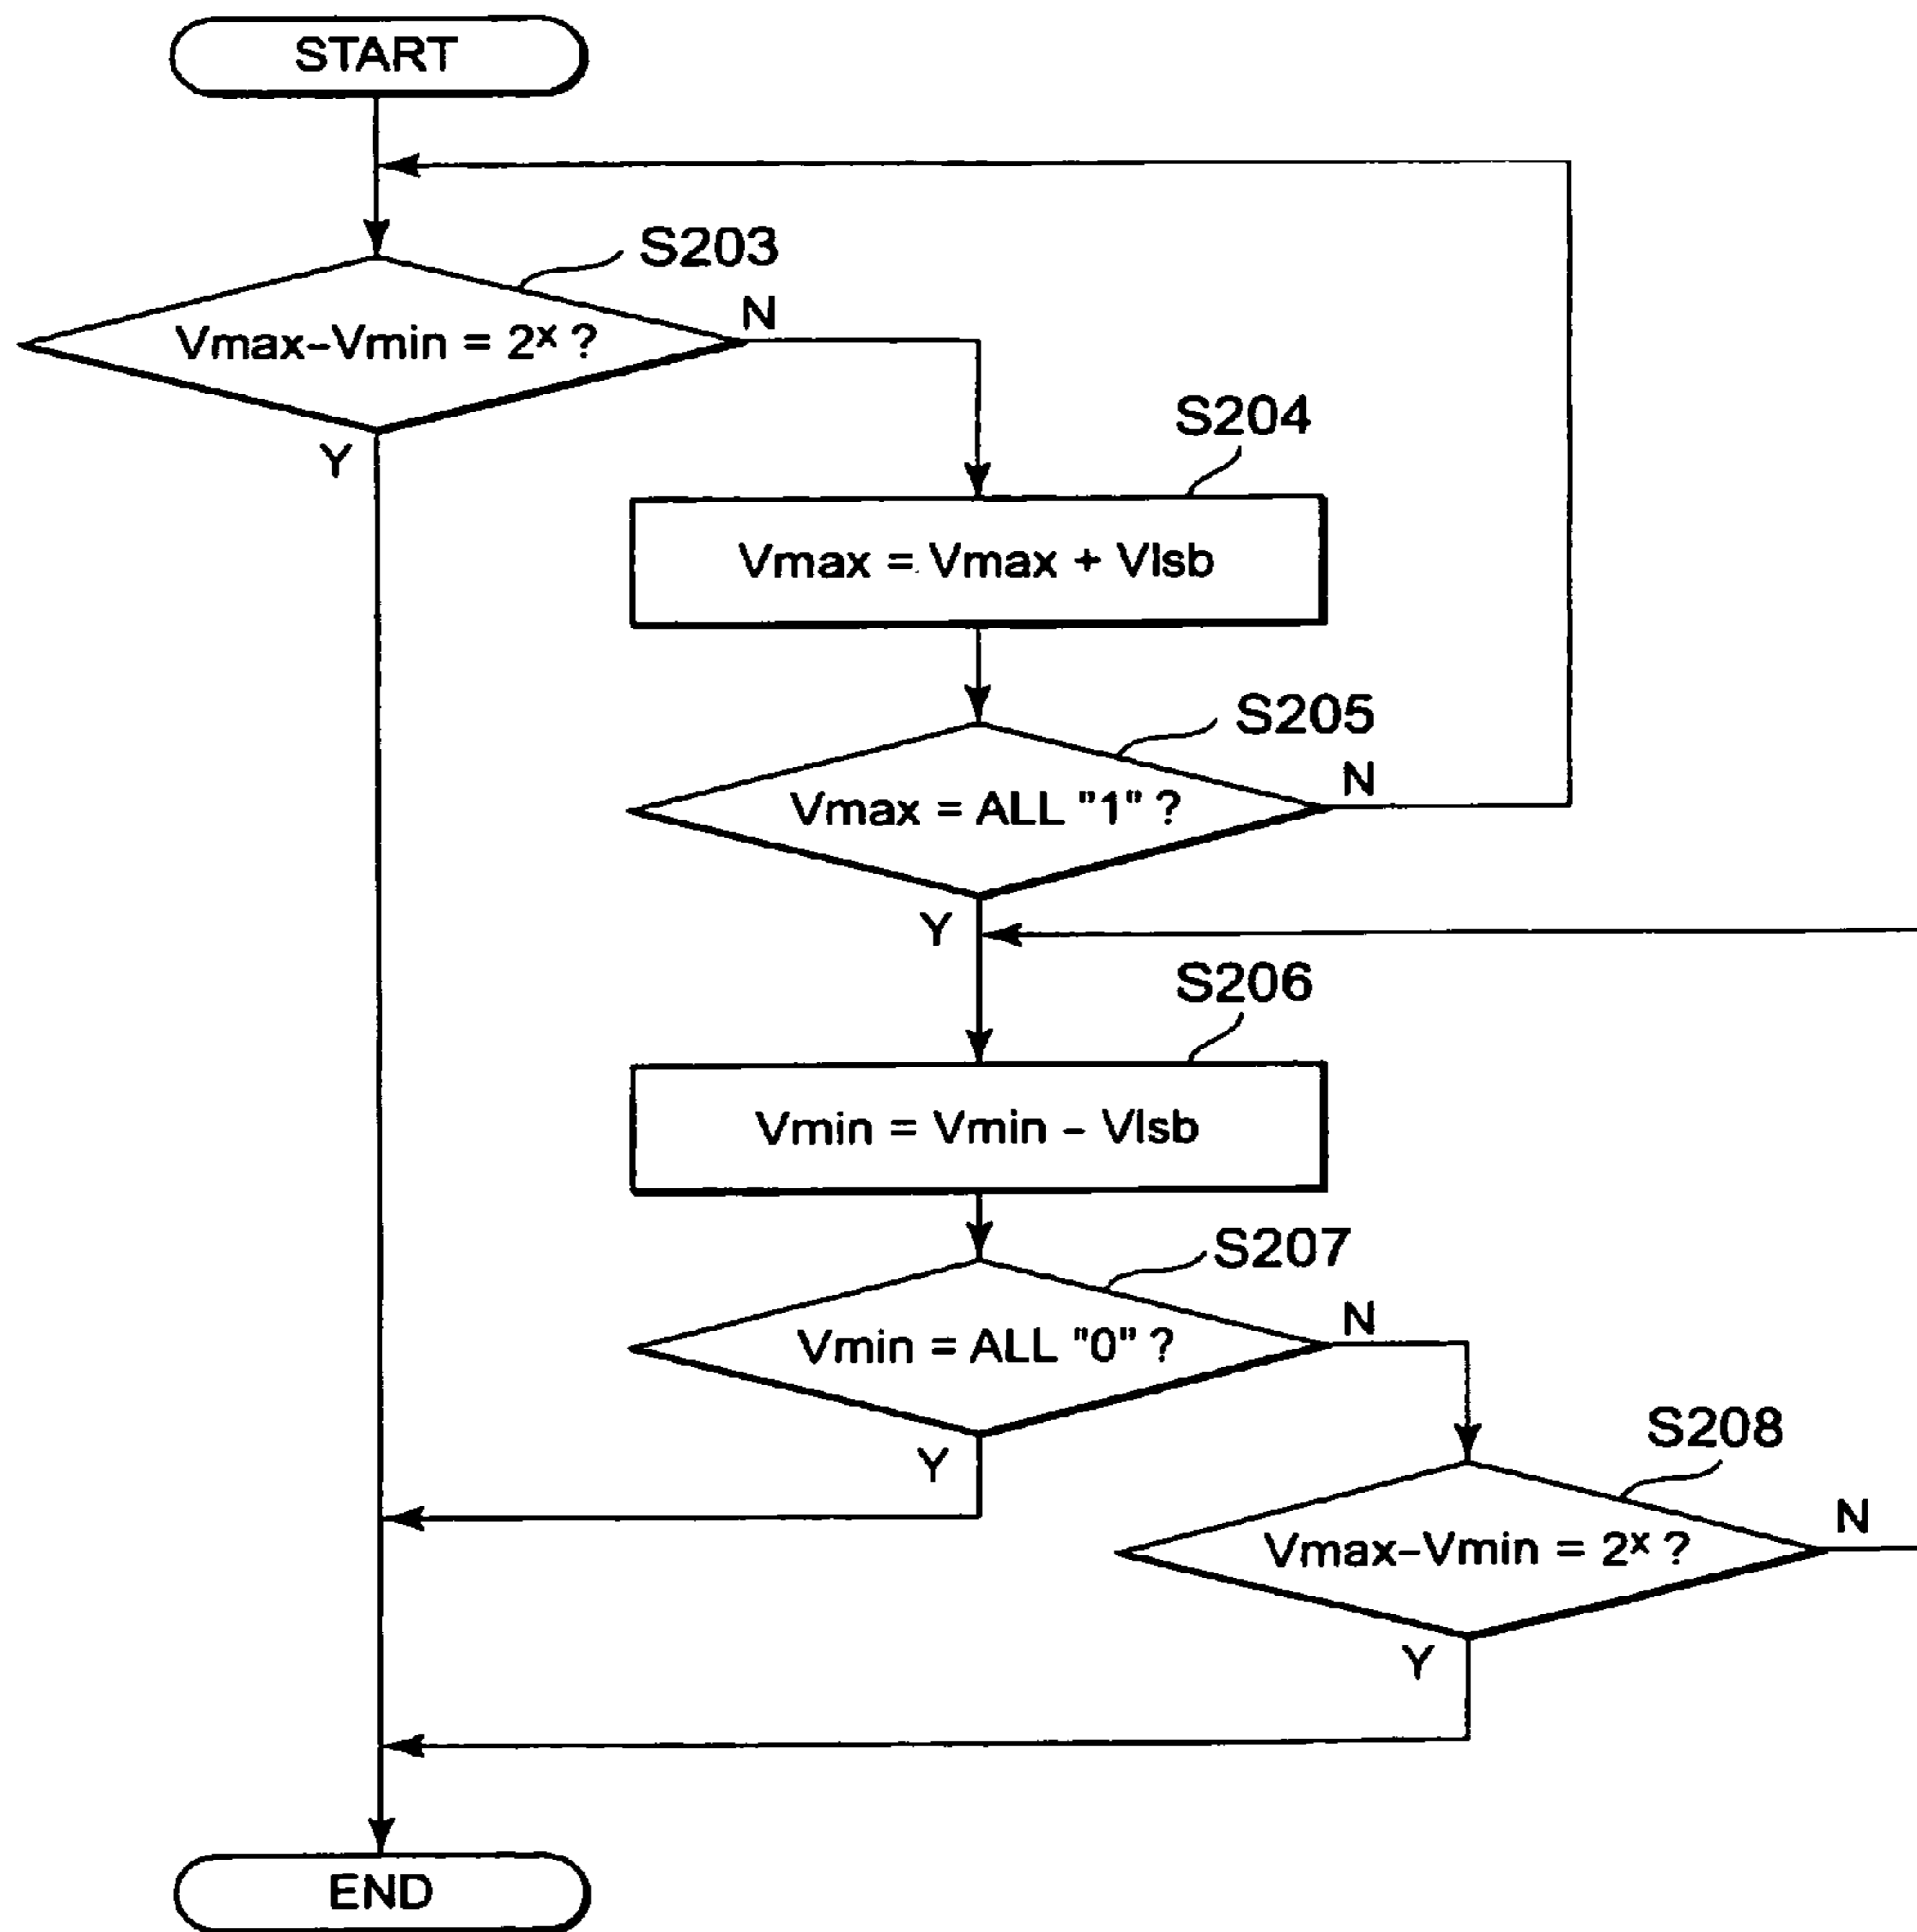 START
S203
Vmax-Vmin = 2ˣ ?
N
Y
S204
Vmax = Vmax + Vlsb
S205
Vmax = ALL "1" ?
N
Y
S206
Vmin = Vmin - Vlsb
S207
Vmin = ALL "0" ?
N
Y
S208
Vmax-Vmin = 2ˣ ?
N
Y
END